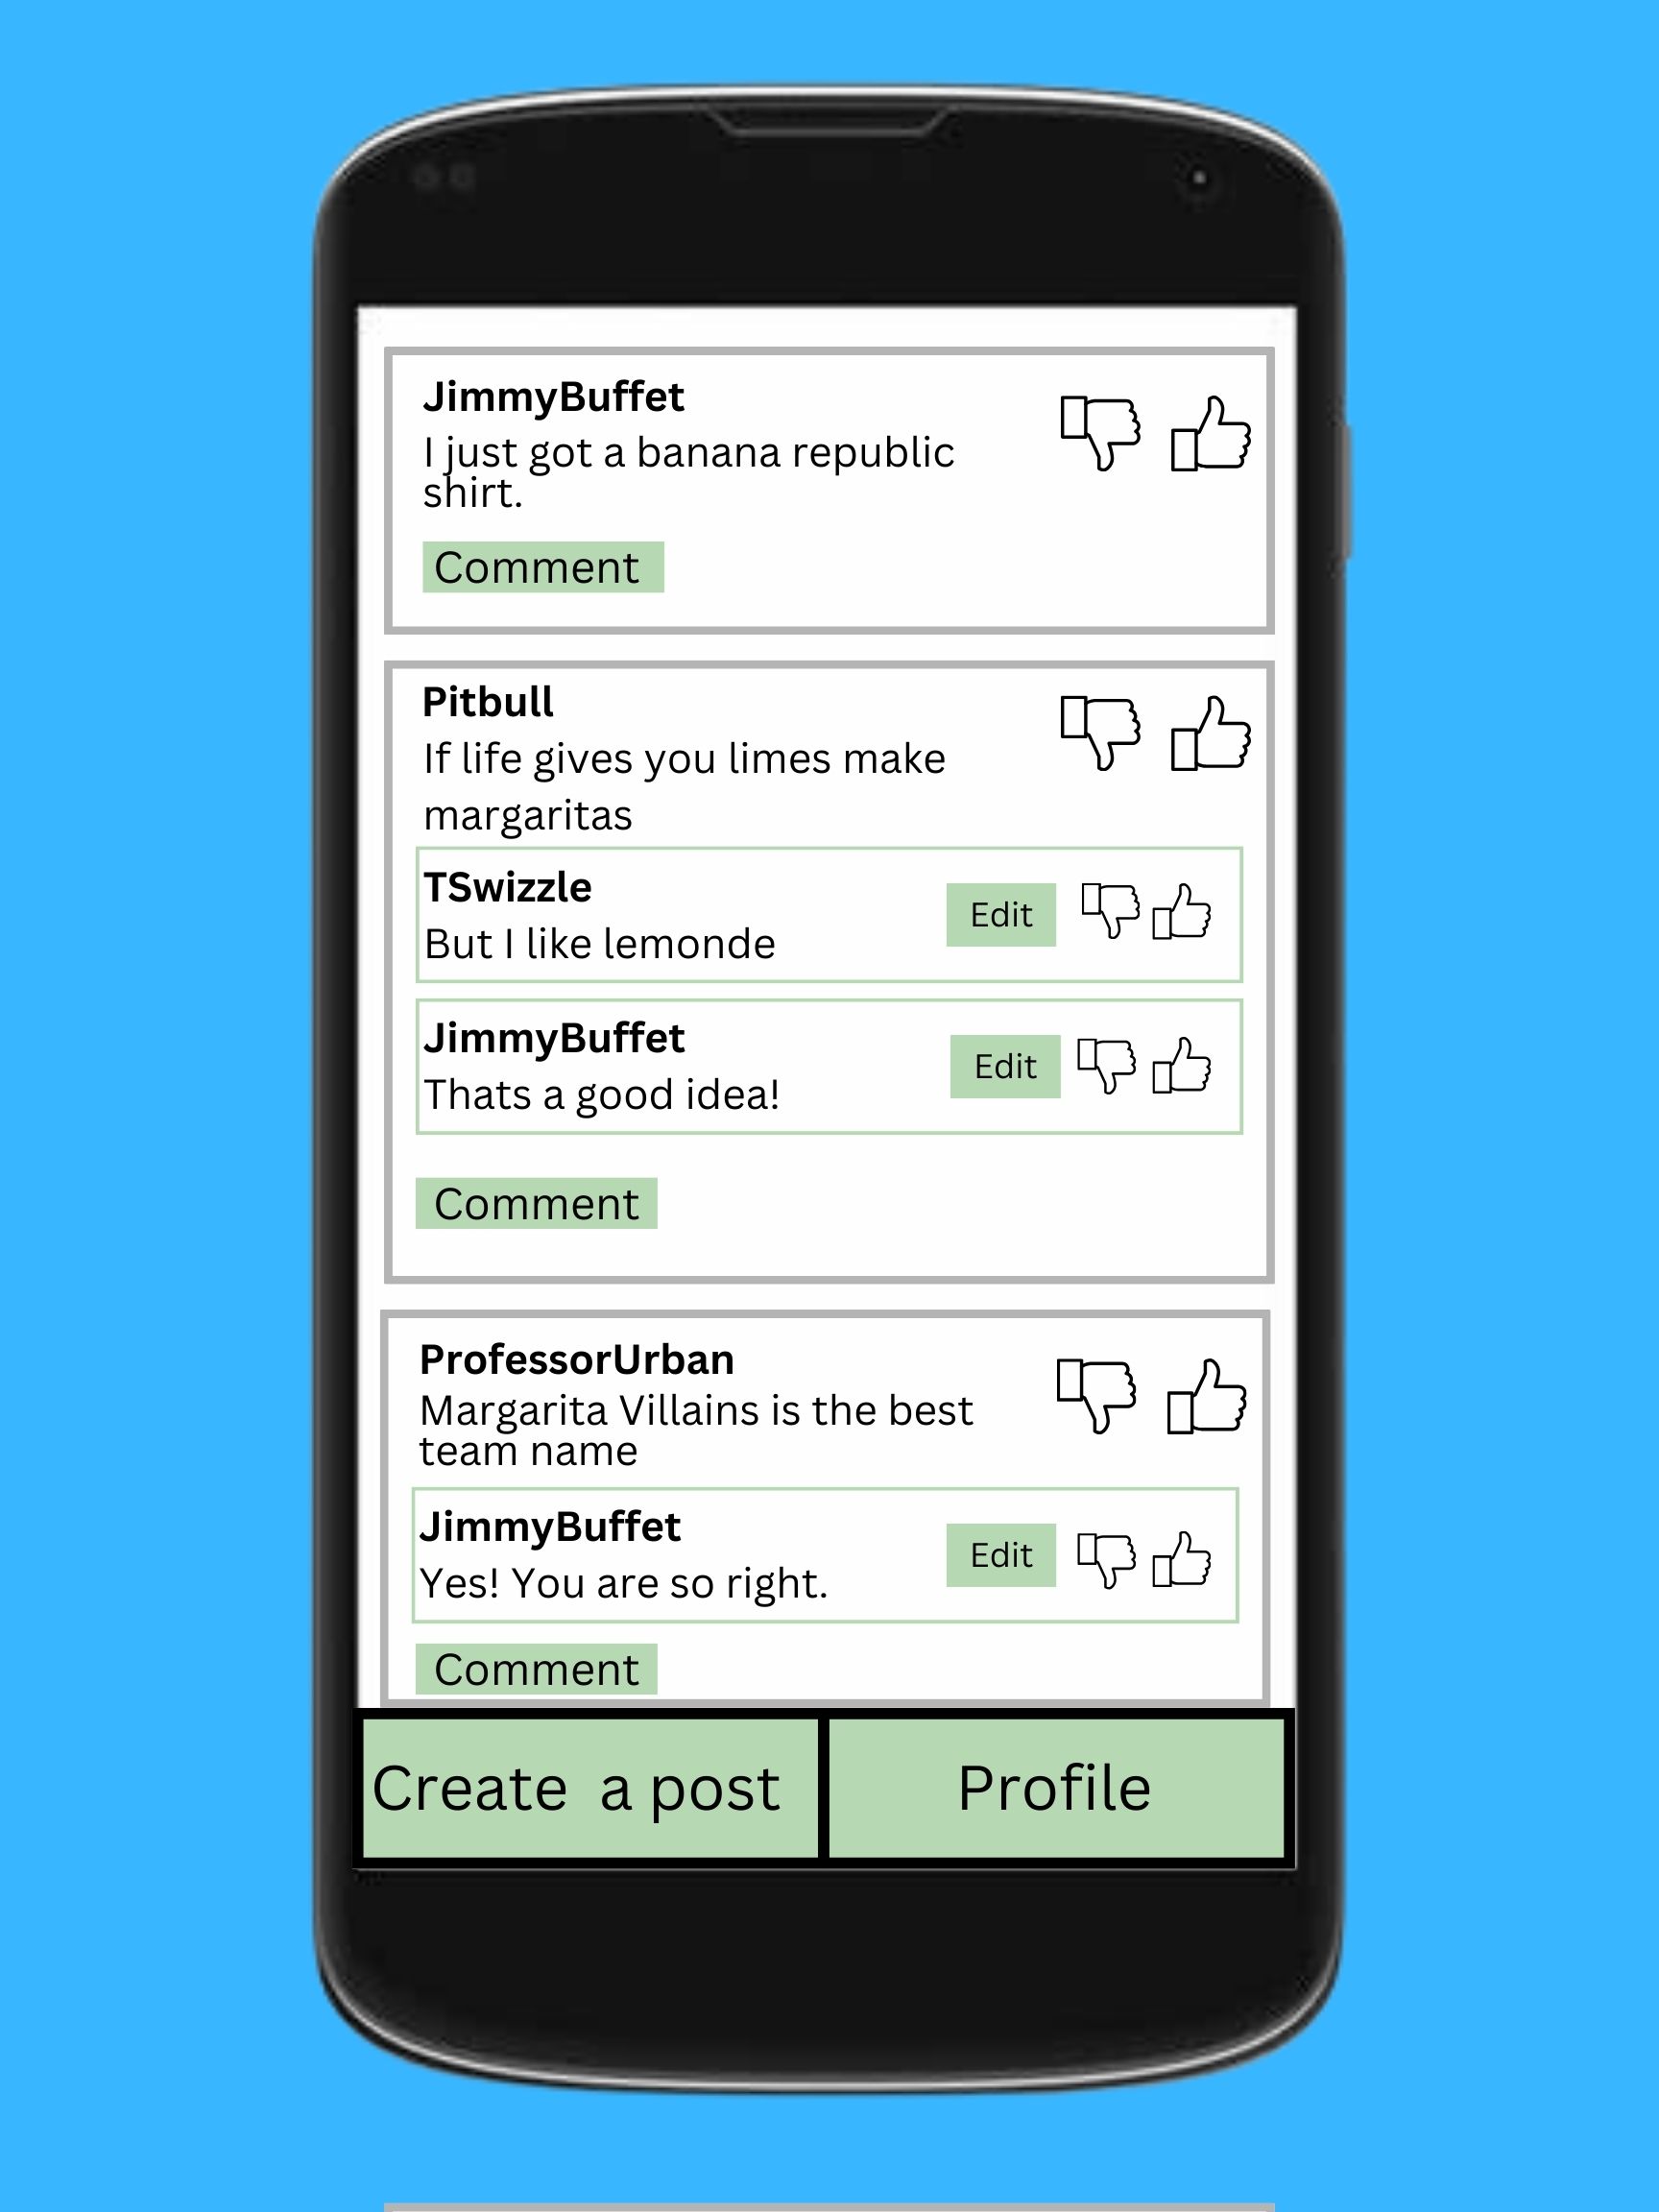 JimmyBuffet
I just got a banana republic
shirt.
Comment
Pitbull
If life gives you limes make
margaritas
TSwizzle
But I like lemonde
Edit
JimmyBuffet
Thats a good idea!
Edit
Comment
ProfessorUrban
Margarita Villains is the best
team name
JimmyBuffet
Yes! You are so right.
Edit
Comment
Create a post
Profile